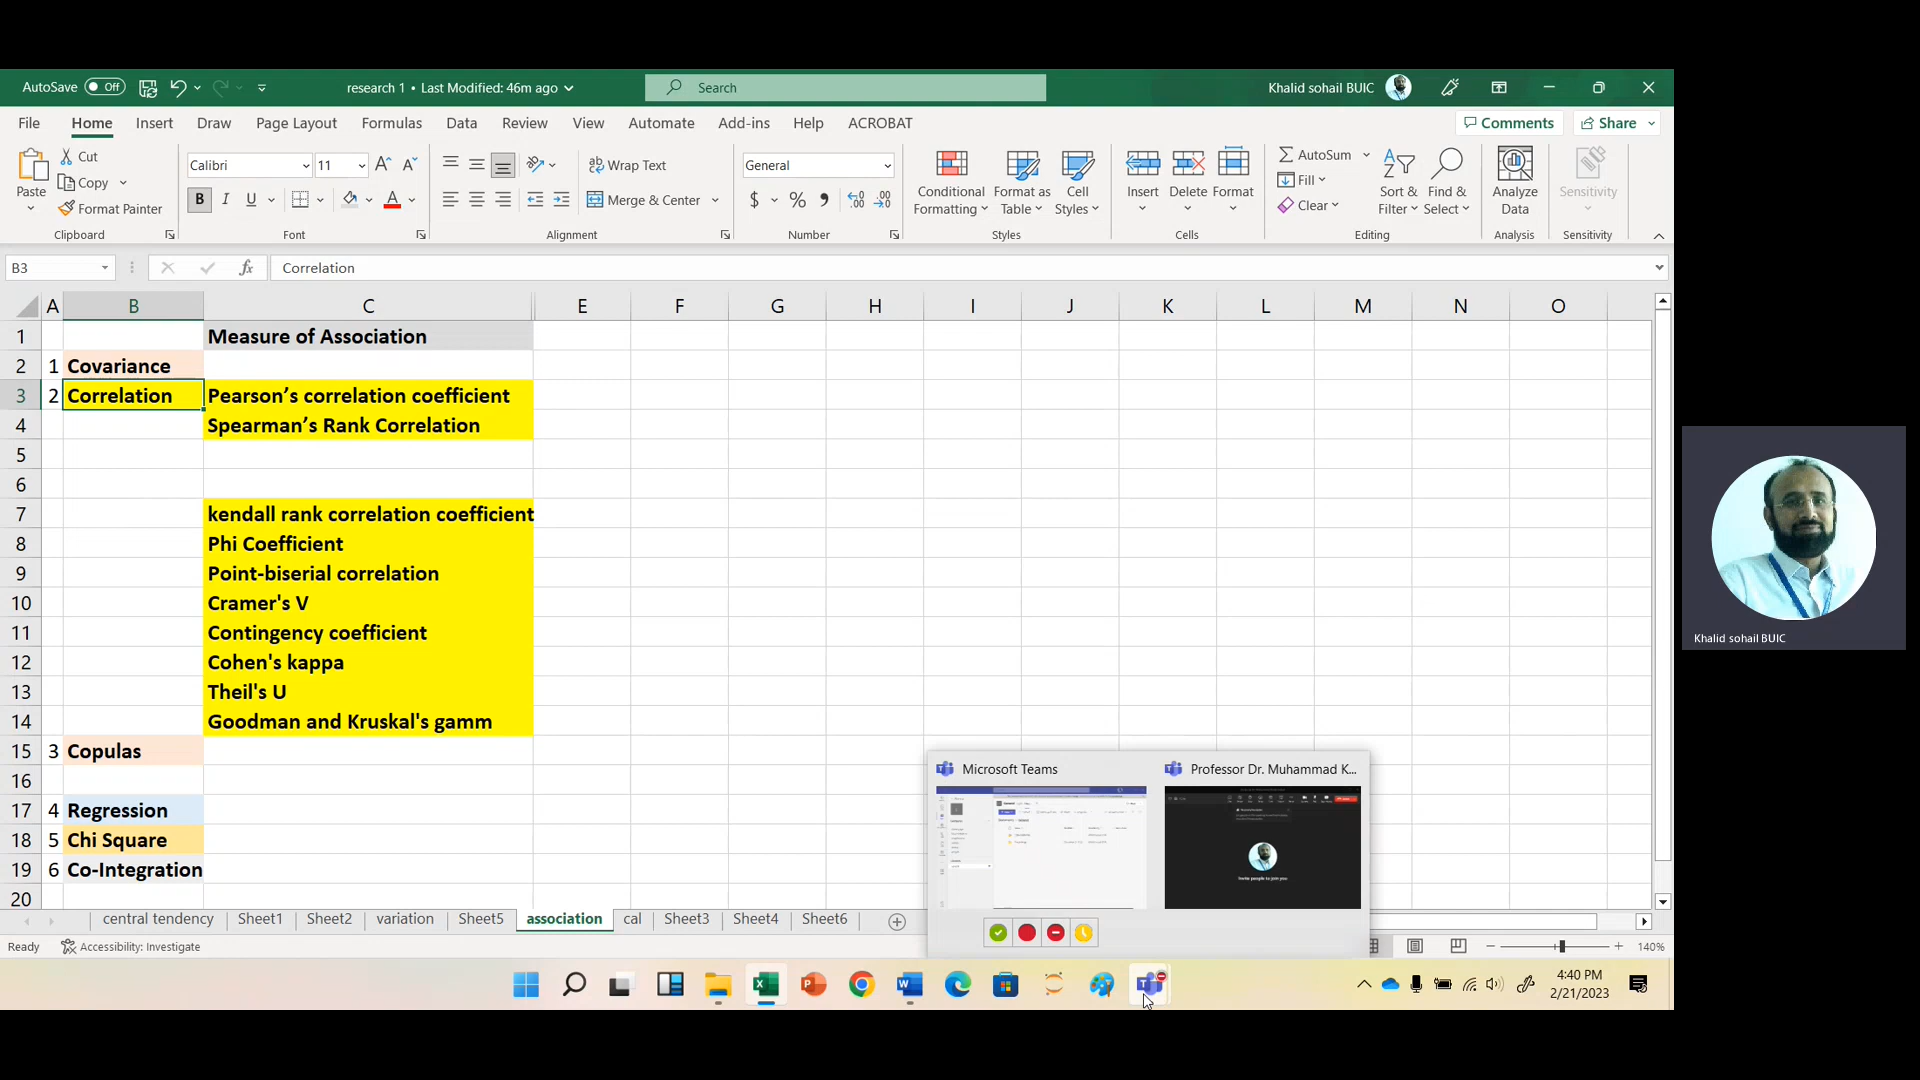 AutoSave Off
research 1 • Last Modified: 46m ago
Search
Khalid sohail BUIC
File Home Insert Draw Page Layout Formulas Data Review View Automate Add-ins Help ACROBAT
Comments Share
Paste
Cut
Copy
Format Painter
Clipboard
Calibri 11
B I U
Font
Wrap Text
Merge & Center
Alignment
General
$ % ,
Number
Conditional Formatting
Format as Table
Cell Styles
Styles
Insert Delete Format
Cells
AutoSum
Fill
Clear
Sort & Filter
Find & Select
Editing
Analyze Data
Analysis
Sensitivity
Sensitivity
B3
fx
Correlation
A B C E F G H I J K L M N O
1 Measure of Association
2 1 Covariance
3 2 Correlation Pearson’s correlation coefficient
4 Spearman’s Rank Correlation
5
6
7 kendall rank correlation coefficient
8 Phi Coefficient
9 Point-biserial correlation
10 Cramer's V
11 Contingency coefficient
12 Cohen's kappa
13 Theil's U
14 Goodman and Kruskal's gamm
15 3 Copulas
16
17 4 Regression
18 5 Chi Square
19 6 Co-Integration
20
Microsoft Teams
Professor Dr. Muhammad K...
Invite people to join you
central tendency Sheet1 Sheet2 variation Sheet5 association cal Sheet3 Sheet4 Sheet6
Ready
Accessibility: Investigate
140%
4:40 PM
2/21/2023
Khalid sohail BUIC